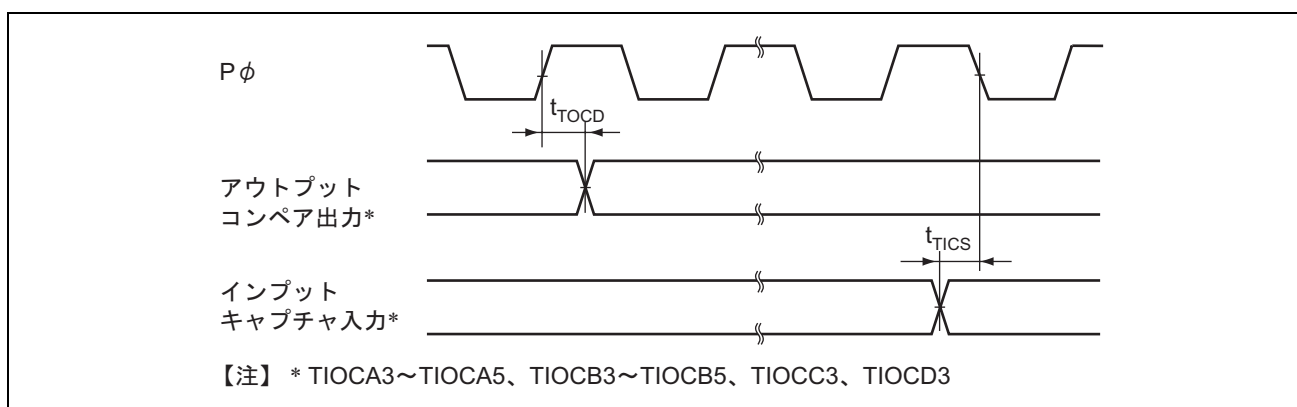 Pφ
tTOCD
アウトプット
コンペア出力*
tTICS
インプット
キャプチャ入力*
【注】 * TIOCA3～TIOCA5、TIOCB3～TIOCB5、TIOCC3、TIOCD3